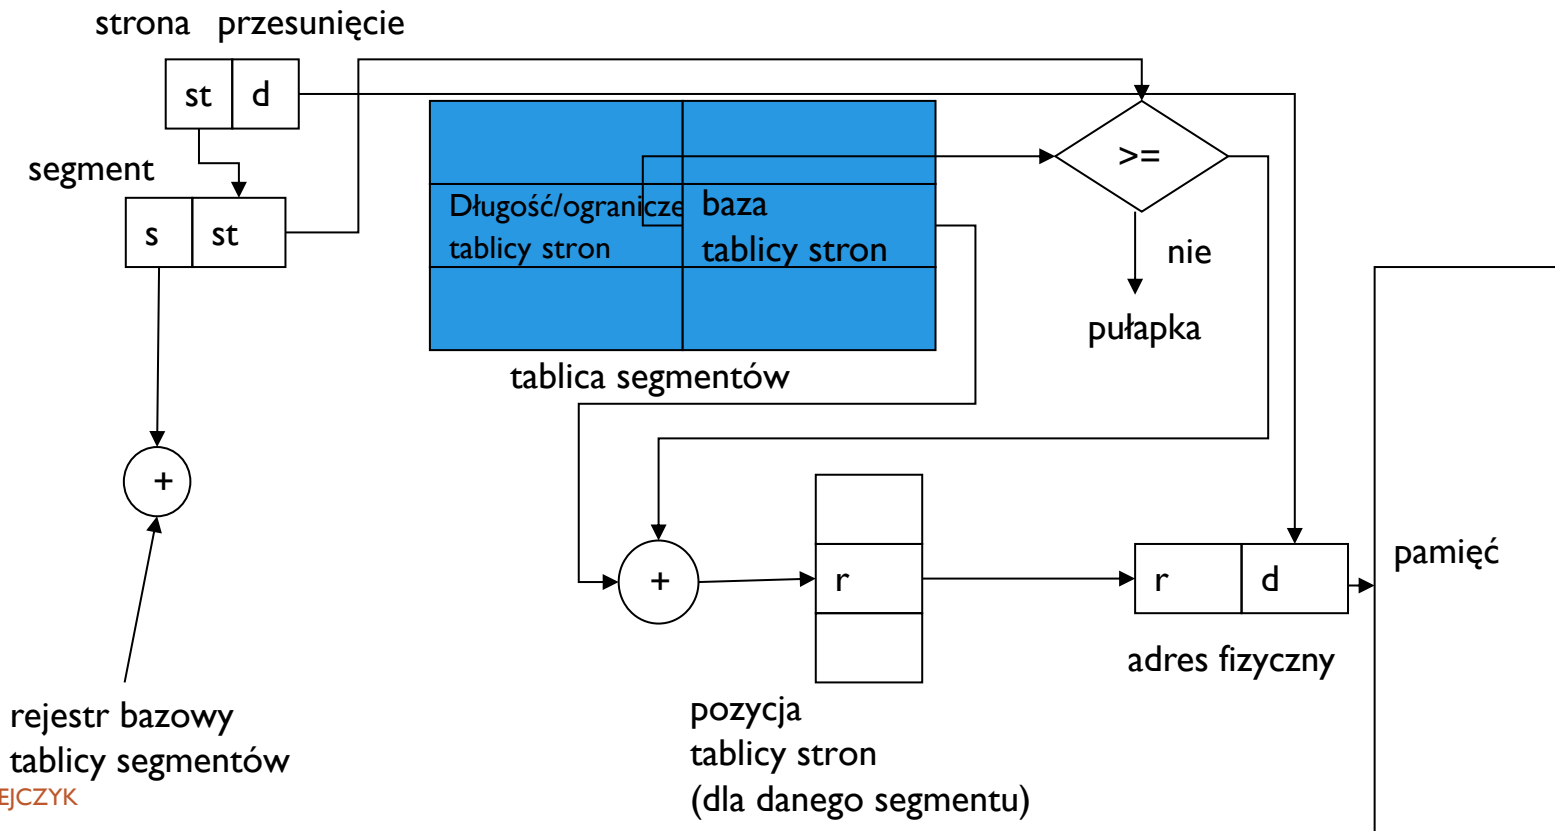 strona przesunięcie
st d
segment
s st
>=
Długość/ogranicze baza
tablicy stron tablicy stron
nie
pułapka
tablica segmentów
+
+
r
r d
pamięć
adres fizyczny
rejestr bazowy
tablicy segmentów
pozycja
tablicy stron
(dla danego segmentu)
EJCZYK